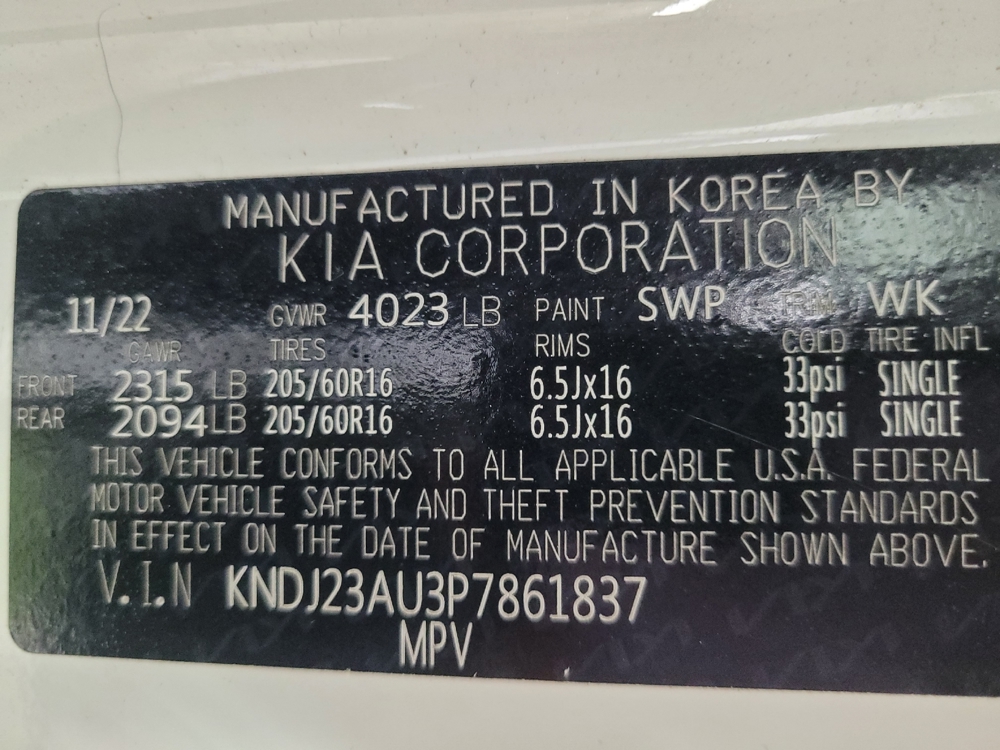 MANUFACTURED IN KOREA BY
KIA CORPORATION
11/22 GVWR 4023 LB PAINT SWP TRIM WK
GAWR TIRES RIMS COLD TIRE INFL
FRONT 2315 LB 205/60R16 6.5Jx16 33psi SINGLE
REAR 2094 LB 205/60R16 6.5Jx16 33psi SINGLE
THIS VEHICLE CONFORMS TO ALL APPLICABLE U.S.A. FEDERAL
MOTOR VEHICLE SAFETY AND THEFT PREVENTION STANDARDS
IN EFFECT ON THE DATE OF MANUFACTURE SHOWN ABOVE.
V.I.N KNDJ23AU3P7861837
MPV